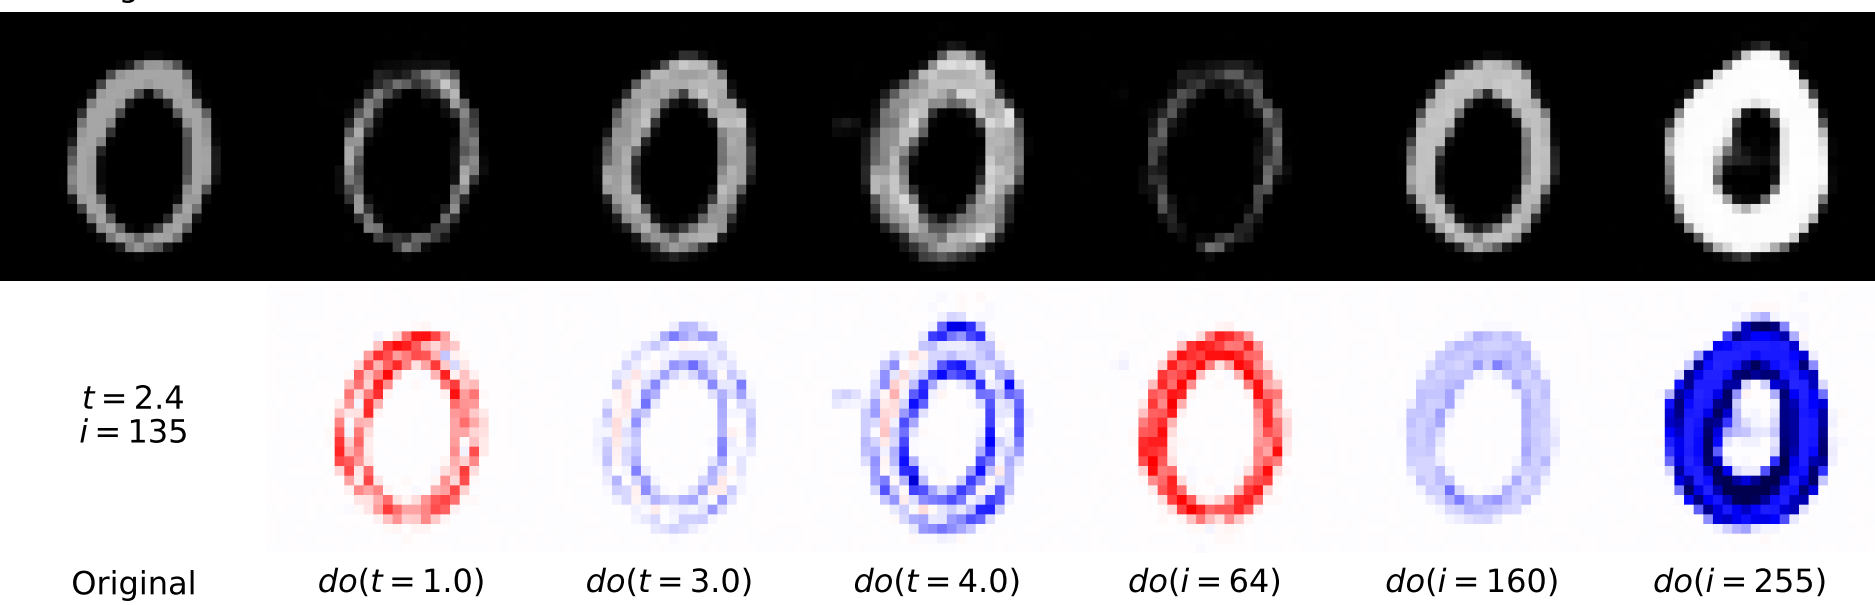 t = 2.4
i = 135
Original do(t = 1.0) do(t = 3.0) do(t = 4.0) do(i = 64) do(i = 160) do(i = 255)